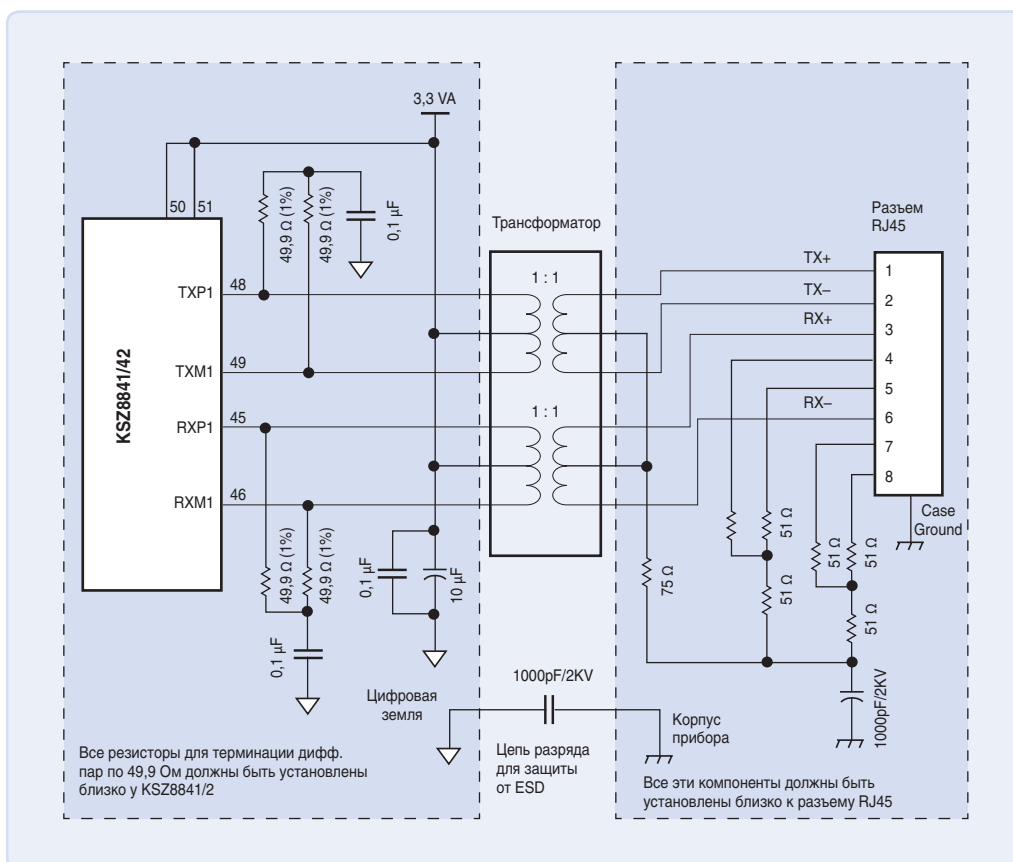 3,3 VA
50
51
49,9 Ω (1%)
49,9 Ω (1%)
0,1 µF
Трансформатор
Разъем
RJ45
KSZ8841/42
TXP1
48
TXM1
49
RXP1
45
RXM1
46
1 : 1
1 : 1
TX+
TX–
RX+
RX–
1
2
3
4
5
6
7
8
Case
Ground
49,9 Ω (1%)
49,9 Ω (1%)
0,1 µF
0,1 µF
10 µF
75 Ω
51 Ω
51 Ω
51 Ω
51 Ω
51 Ω
1000pF/2KV
Цифровая
земля
1000pF/2KV
Корпус
прибора
Цепь разряда
для защиты
от ESD
Все резисторы для терминации дифф.
пар по 49,9 Ом должны быть установлены
близко у KSZ8841/2
Все эти компоненты должны быть
установлены близко к разъему RJ45